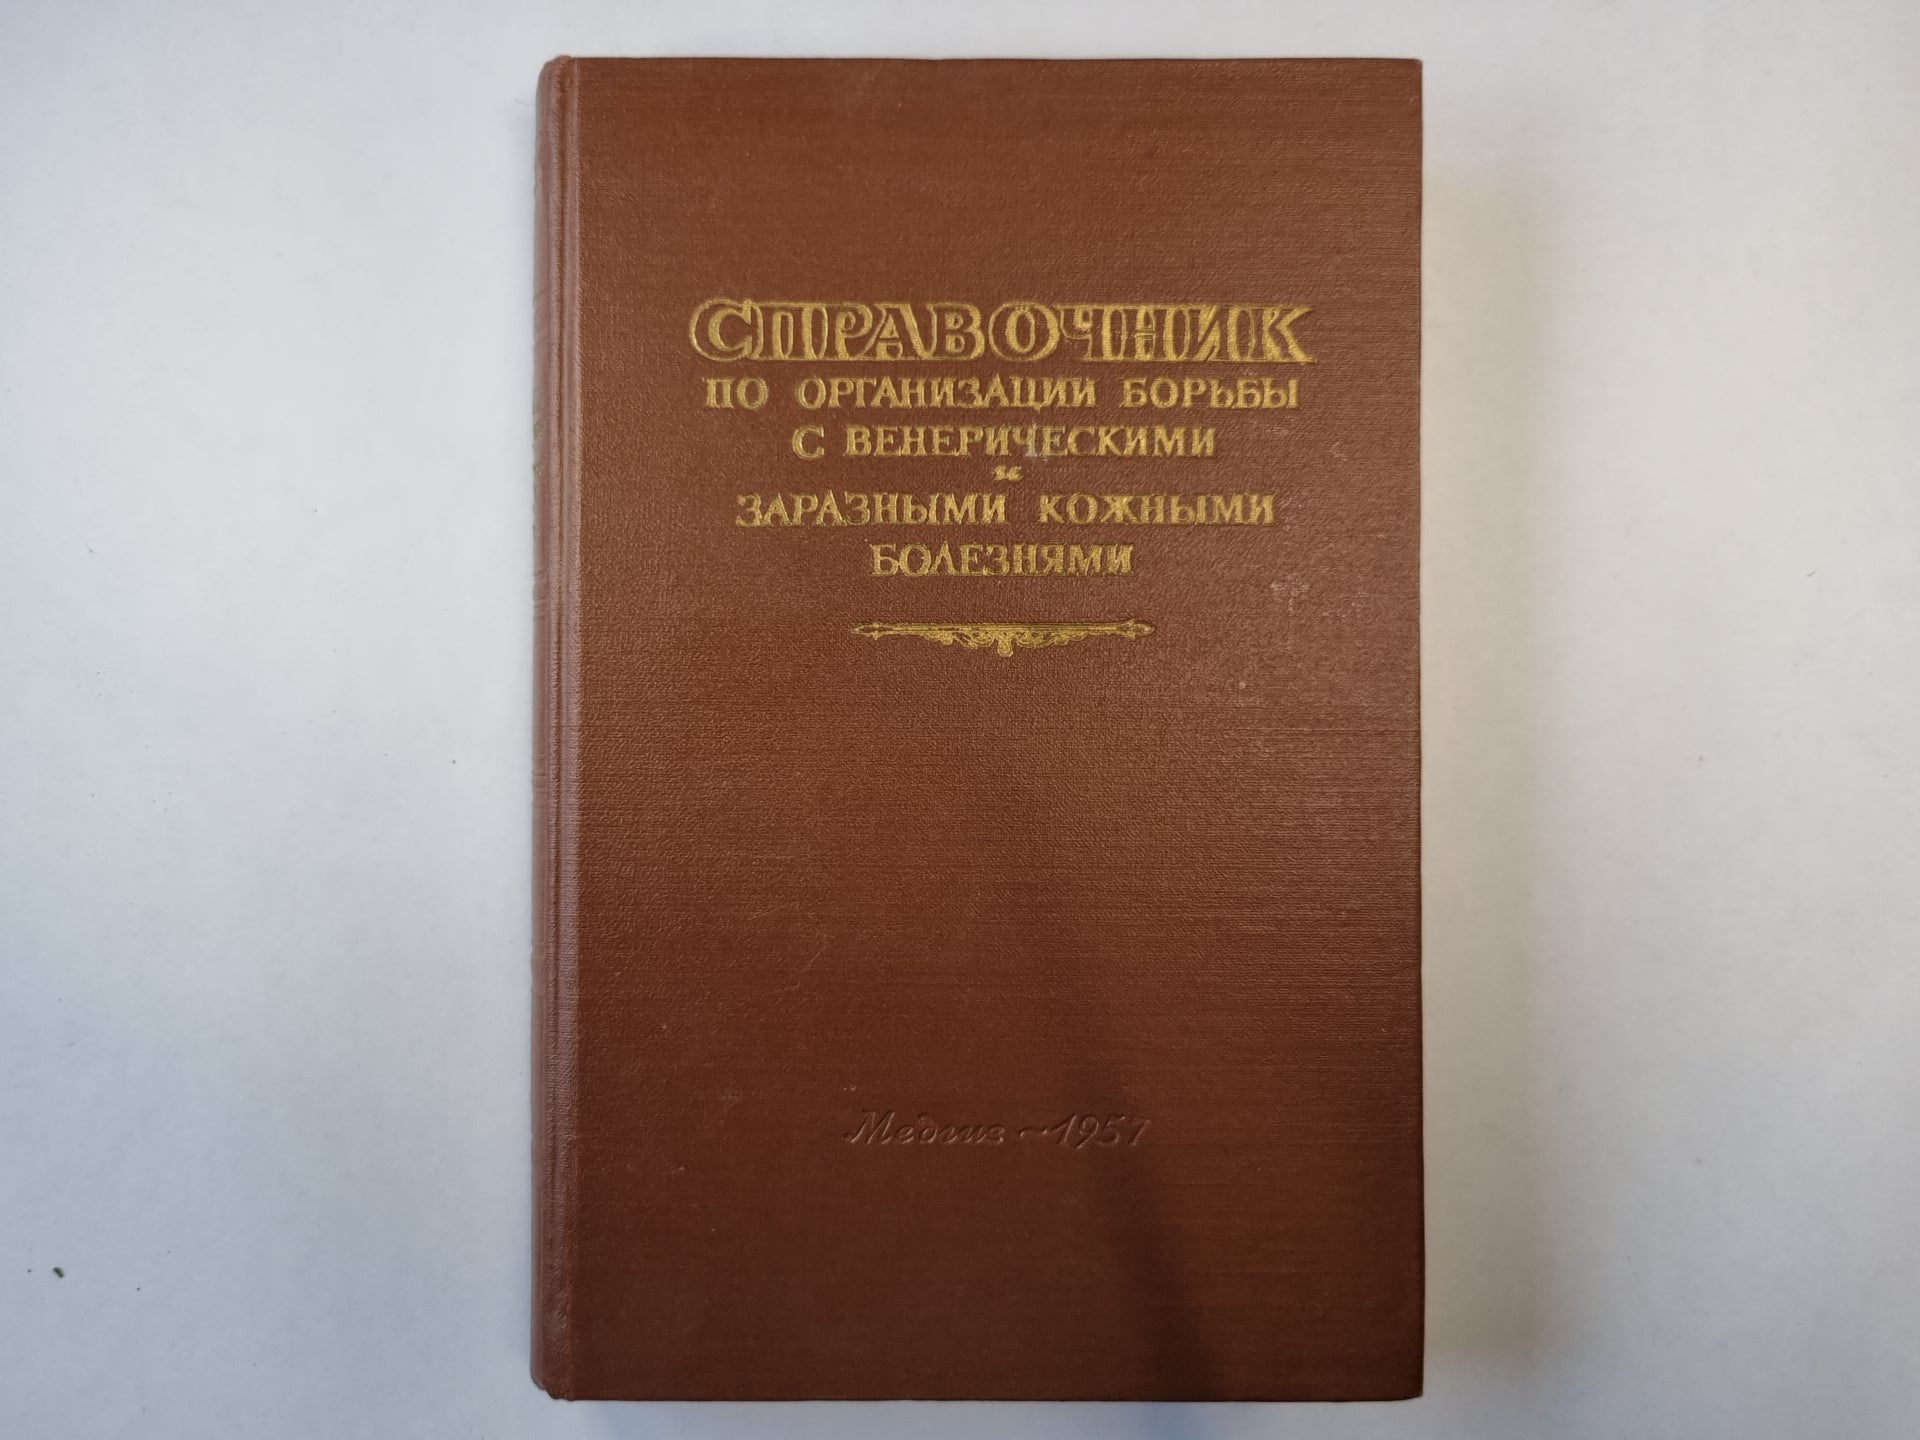 СПРАВОЧНИК
ПО ОРГАНИЗАЦИИ БОРЬБЫ
С ВЕНЕРИЧЕСКИМИ
и
ЗАРАЗНЫМИ КОЖНЫМИ
БОЛЕЗНЯМИ
Медгиз ~ 1957